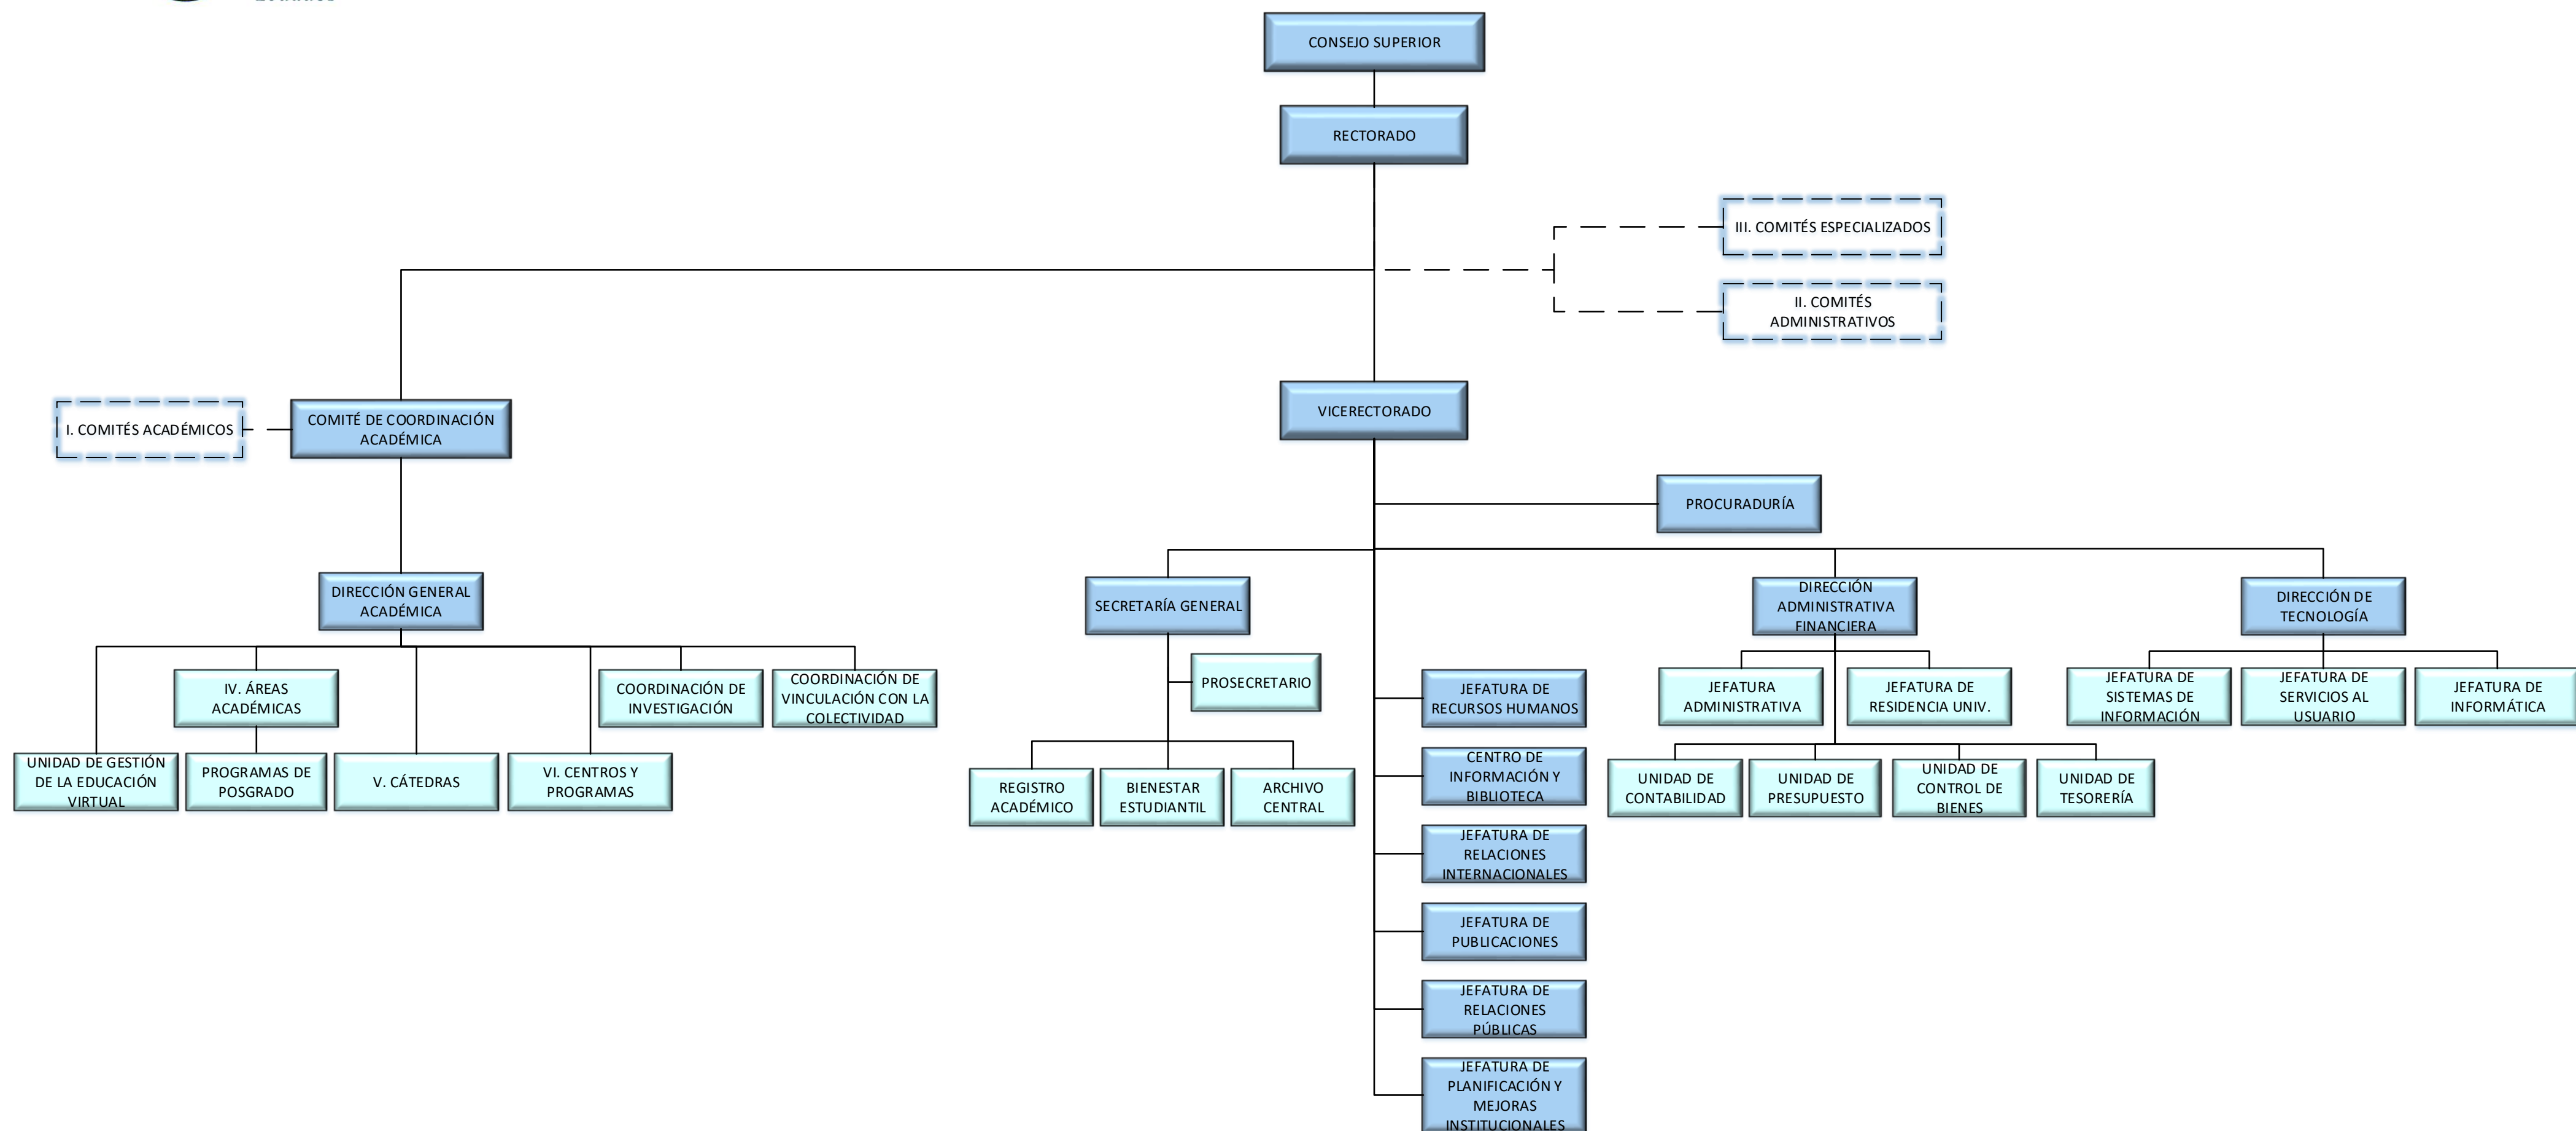 CONSEJO SUPERIOR
RECTORADO
III. COMITÉS ESPECIALIZADOS
II. COMITÉS
ADMINISTRATIVOS
VICERECTORADO
I. COMITÉS ACADÉMICOS
COMITÉ DE COORDINACIÓN
ACADÉMICA
PROCURADURÍA
DIRECCIÓN GENERAL
ACADÉMICA
SECRETARÍA GENERAL
DIRECCIÓN
ADMINISTRATIVA
FINANCIERA
DIRECCIÓN DE
TECNOLOGÍA
IV. ÁREAS
ACADÉMICAS
COORDINACIÓN DE
INVESTIGACIÓN
COORDINACIÓN DE
VINCULACIÓN CON LA
COLECTIVIDAD
PROSECRETARIO
JEFATURA DE
RECURSOS HUMANOS
JEFATURA
ADMINISTRATIVA
JEFATURA DE
RESIDENCIA UNIV.
JEFATURA DE
SISTEMAS DE
INFORMACIÓN
JEFATURA DE
SERVICIOS AL
USUARIO
JEFATURA DE
INFORMÁTICA
UNIDAD DE GESTIÓN
DE LA EDUCACIÓN
VIRTUAL
PROGRAMAS DE
POSGRADO
V. CÁTEDRAS
VI. CENTROS Y
PROGRAMAS
REGISTRO
ACADÉMICO
BIENESTAR
ESTUDIANTIL
ARCHIVO
CENTRAL
CENTRO DE
INFORMACIÓN Y
BIBLIOTECA
UNIDAD DE
CONTABILIDAD
UNIDAD DE
PRESUPUESTO
UNIDAD DE
CONTROL DE
BIENES
UNIDAD DE
TESORERÍA
JEFATURA DE
RELACIONES
INTERNACIONALES
JEFATURA DE
PUBLICACIONES
JEFATURA DE
RELACIONES
PÚBLICAS
JEFATURA DE
PLANIFICACIÓN Y
MEJORAS
INSTITUCIONALES